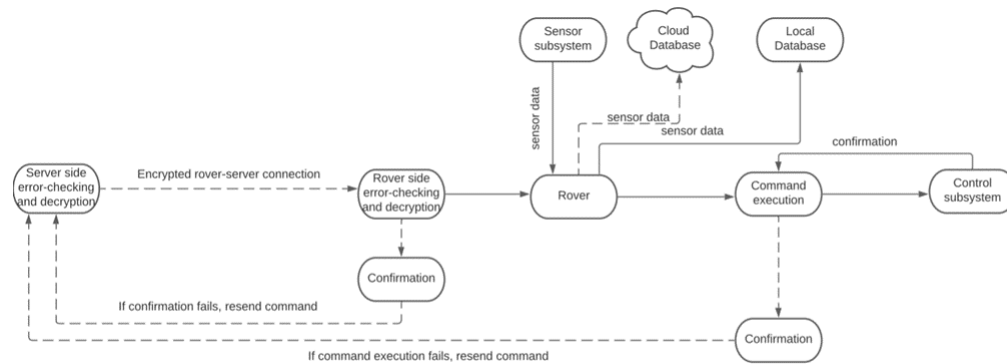 Sensor
subsystem
Cloud
Database
Local
Database
sensor data
sensor data
sensor data
confirmation
Server side
error-checking
and decryption
Encrypted rover-server connection
Rover side
error-checking
and decryption
Rover
Command
execution
Control
subsystem
Confirmation
If confirmation fails, resend command
Confirmation
If command execution fails, resend command